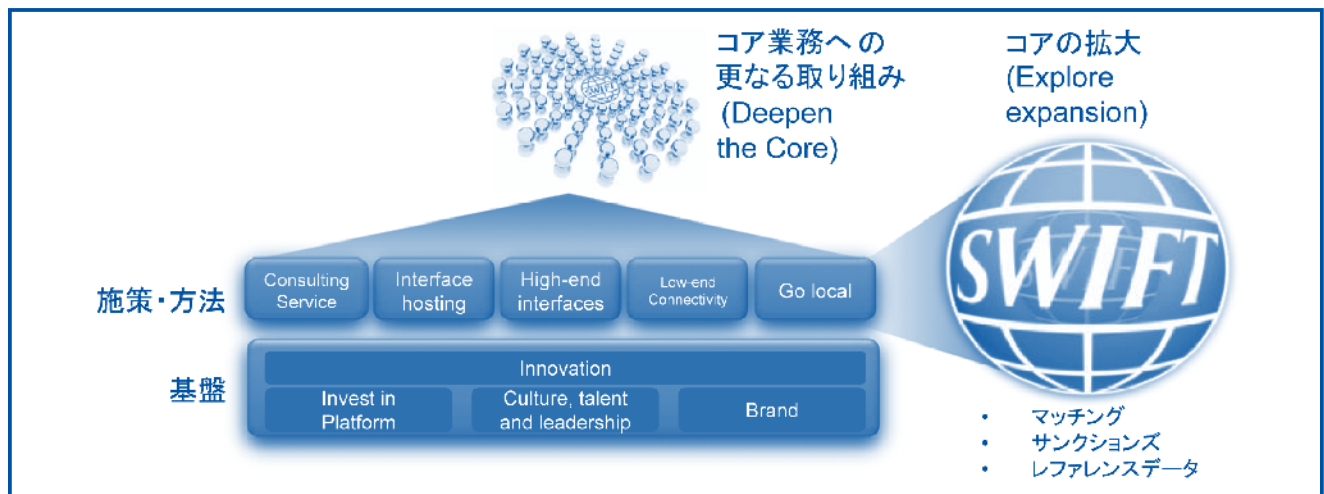 コア業務への
更なる取り組み
(Deepen
the Core)
コアの拡大
(Explore
expansion)
SWIFT
SWIFT
施策・方法
Consulting
Service
Interface
hosting
High-end
interfaces
Low-end
Connectivity
Go local
基盤
Innovation
Invest in
Platform
Culture, talent
and leadership
Brand
• マッチング
• サンクションズ
• レファレンスデータ